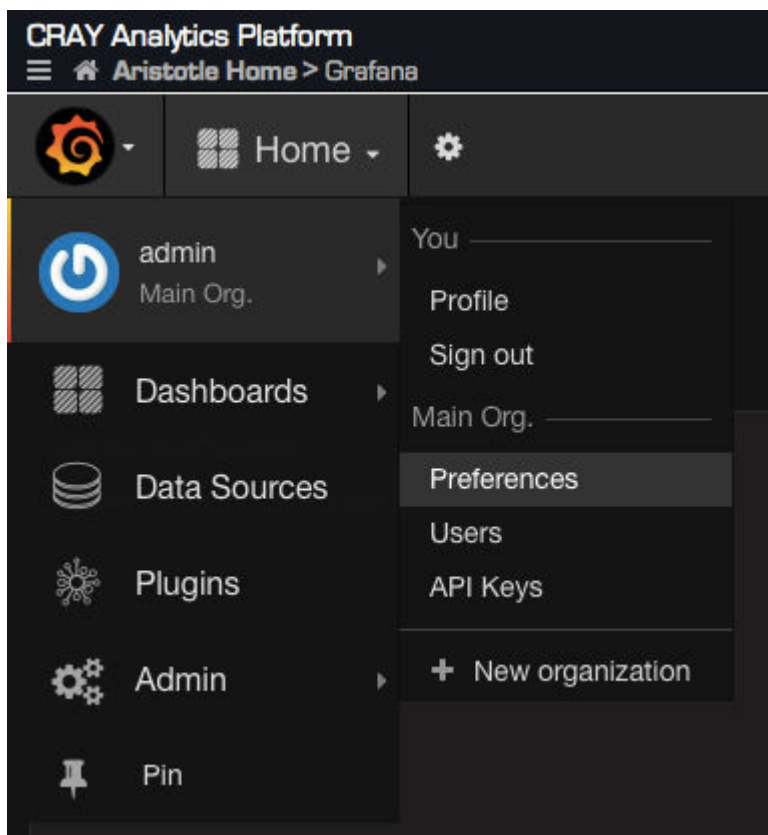 CRAY Analytics Platform
Aristotle Home > Grafana
Home
admin
Main Org.
Dashboards
Data Sources
Plugins
Admin
Pin
You
Profile
Sign out
Main Org.
Preferences
Users
API Keys
+ New organization